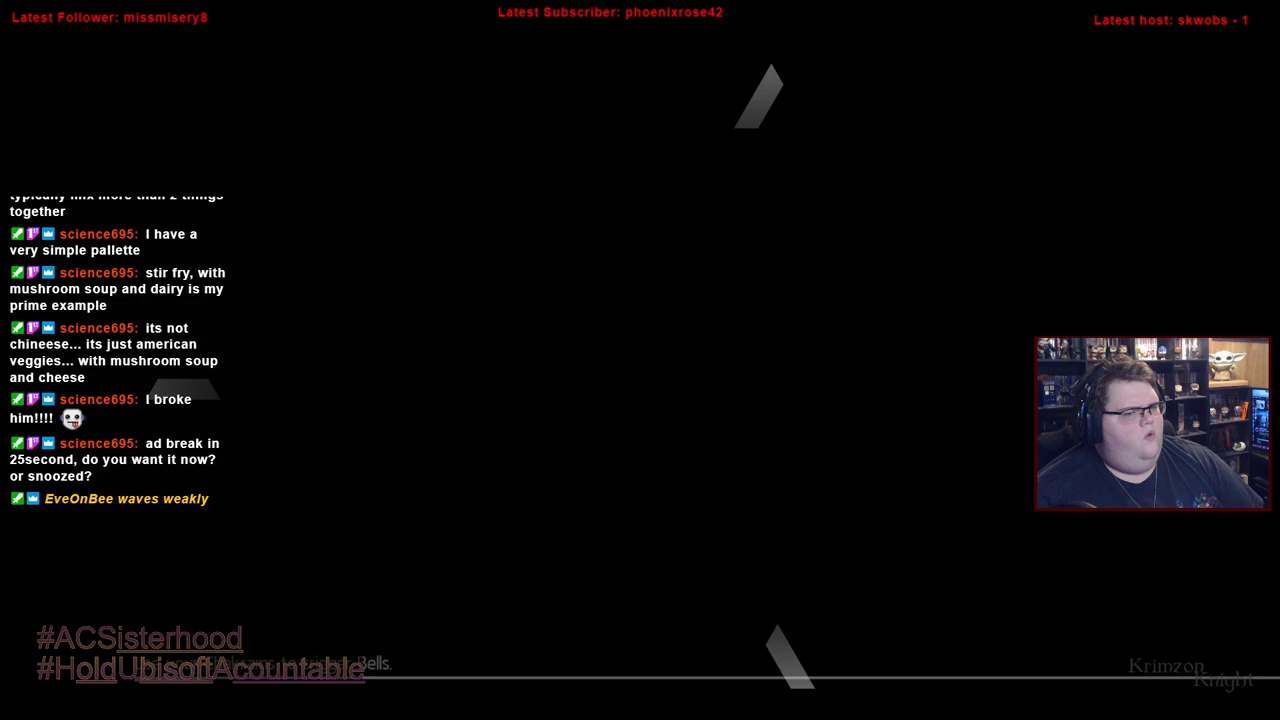 Latest Follower: missmisery8
Latest Subscriber: phoenixrose42
Latest host: skwobs - 1
together
science695: I have a
very simple pallette
science695: stir fry, with
mushroom soup and dairy is my
prime example
science695: its not
chineese... its just american
veggies... with mushroom soup
and cheese
science695: I broke
him!!!!
science695: ad break in
25second, do you want it now?
or snoozed?
EveOnBee waves weakly
#ACSisterhood
#HoldUbisoftAcountable
Bells.
Krimzon
Knight